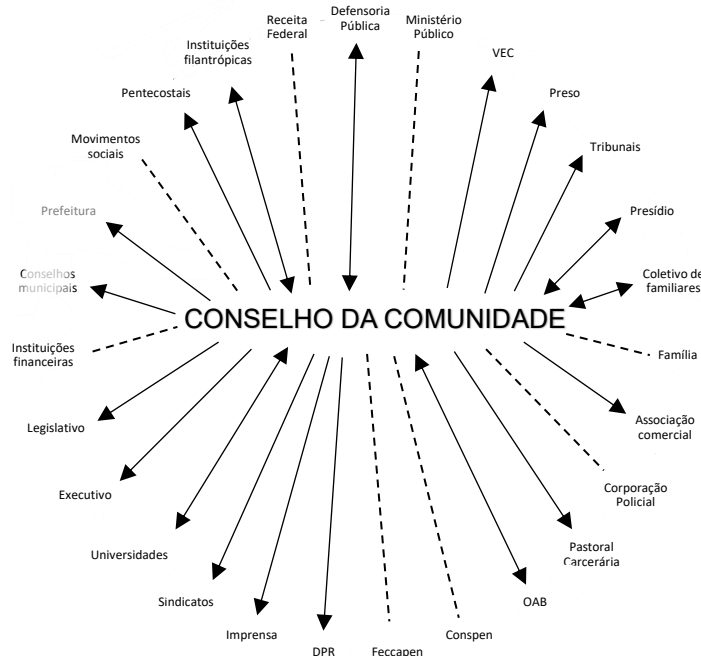 Defensoria
Pública
Receita
Federal
Ministério
Público
Instituições
filantrópicas
VEC
Pentecostais
Preso
Movimentos
sociais
Tribunais
Prefeitura
Presídio
Conselhos
municipais
Coletivo de
familiares
CONSELHO DA COMUNIDADE
Instituições
financeiras
Família
Legislativo
Associação
comercial
Executivo
Corporação
Policial
Universidades
Pastoral
Carcerária
Sindicatos
OAB
Imprensa
Conspen
DPR
Feccapen